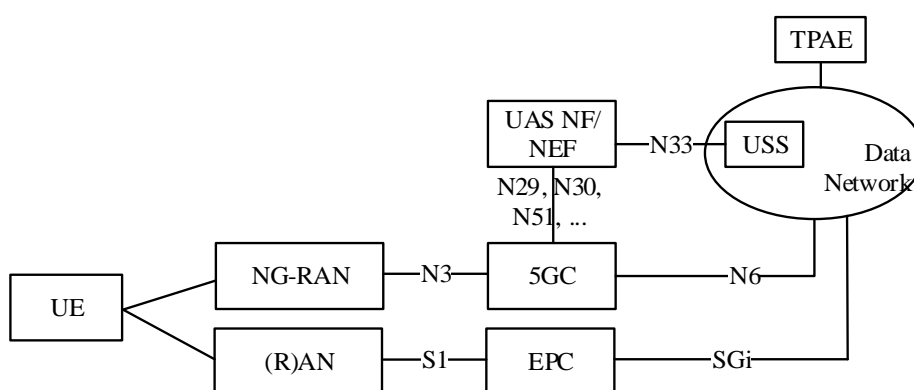 TPAE
UAS NF/
NEF
N33
USS
Data
Network
N29, N30,
N51, ...
UE
NG-RAN
N3
5GC
N6
(R)AN
S1
EPC
SGi